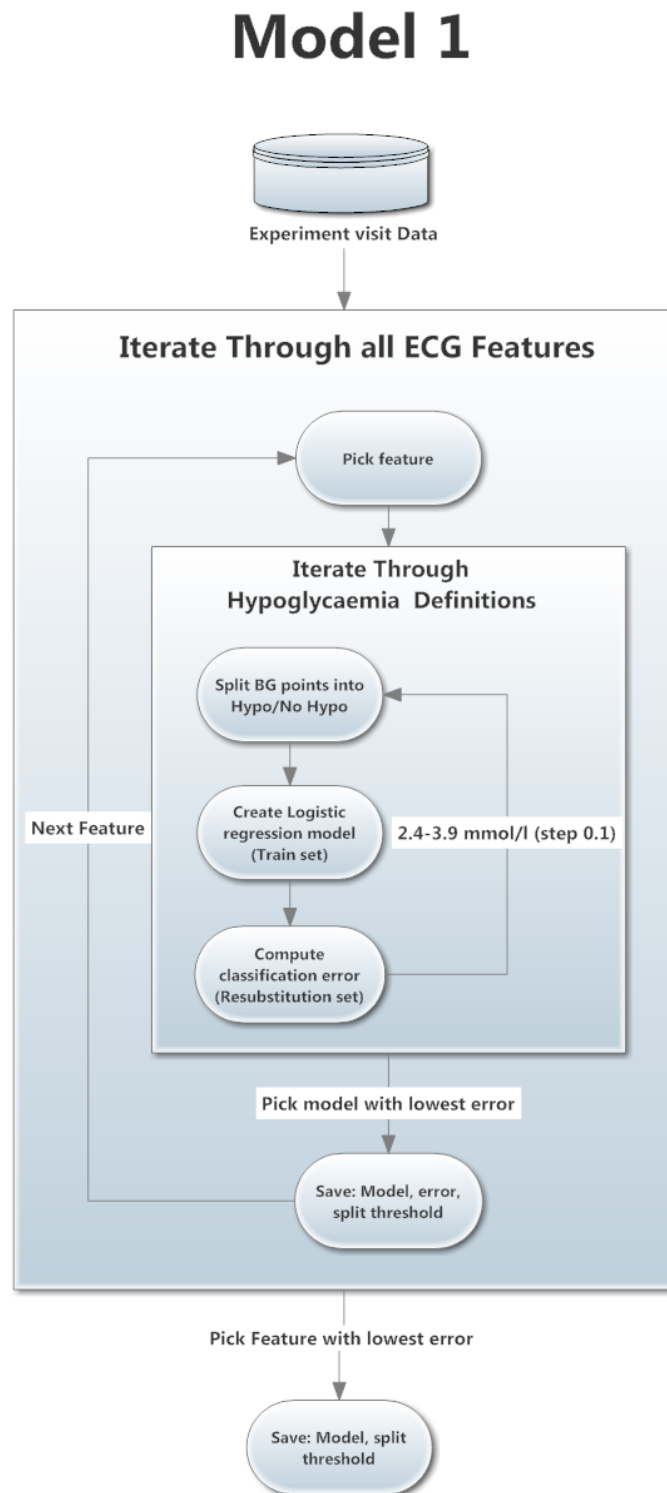 Model 1
Experiment visit Data
Iterate Through all ECG Features
Pick feature
Iterate Through
Hypoglycaemia Definitions
Split BG points into
Hypo/No Hypo
Create Logistic
regression model
(Train set)
Next Feature
2.4-3.9 mmol/l (step 0.1)
Compute
classification error
(Resubstitution set)
Pick model with lowest error
Save: Model, error,
split threshold
Pick Feature with lowest error
Save: Model, split
threshold